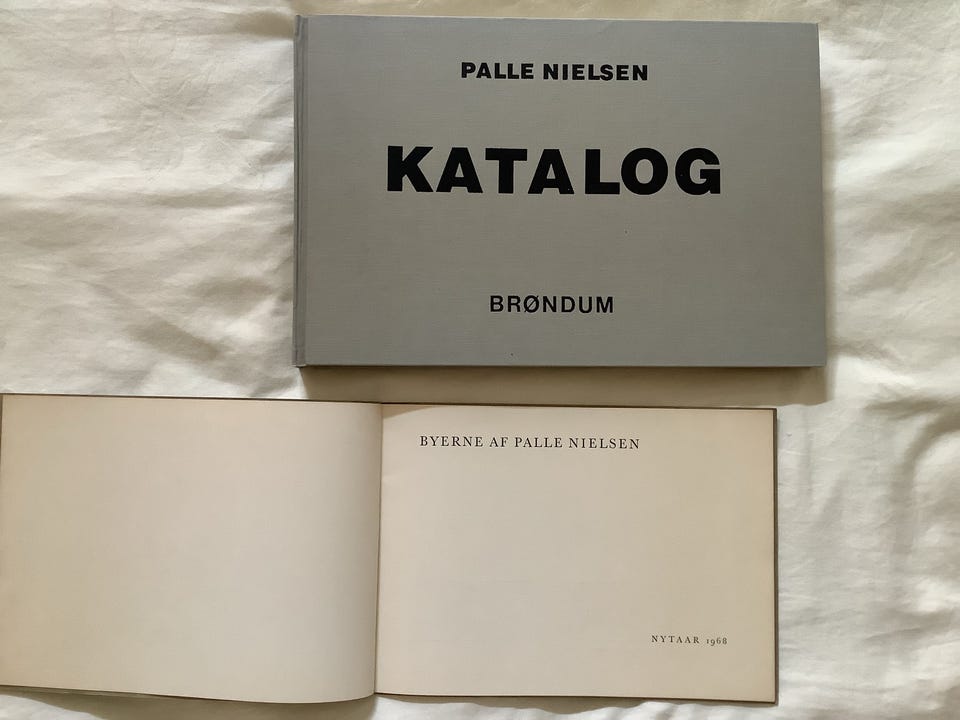 PALLE NIELSEN
KATALOG
BRØNDUM
BYERNE AF PALLE NIELSEN
NYTAAR 1968